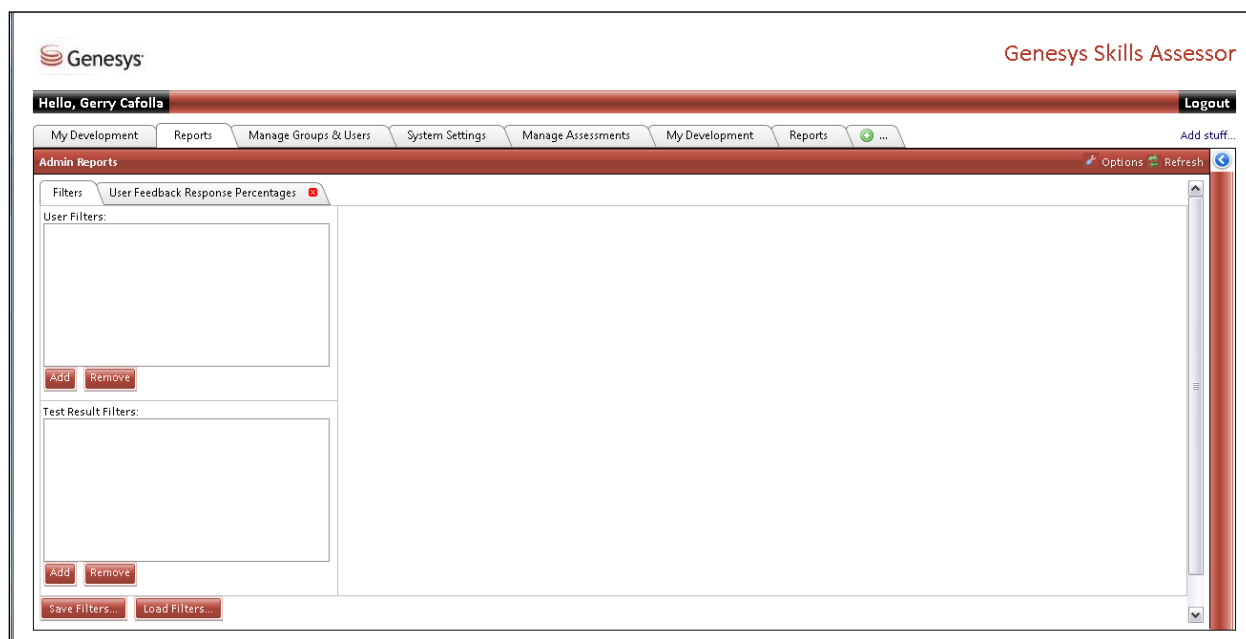 Genesys
Genesys Skills Assessor
Hello, Gerry Cafolla
Logout
My Development Reports Manage Groups & Users System Settings Manage Assessments My Development Reports ...
Add stuff...
Admin Reports
Options Refresh
Filters User Feedback Response Percentages
User Filters:
Add Remove
Test Result Filters:
Add Remove
Save Filters... Load Filters...